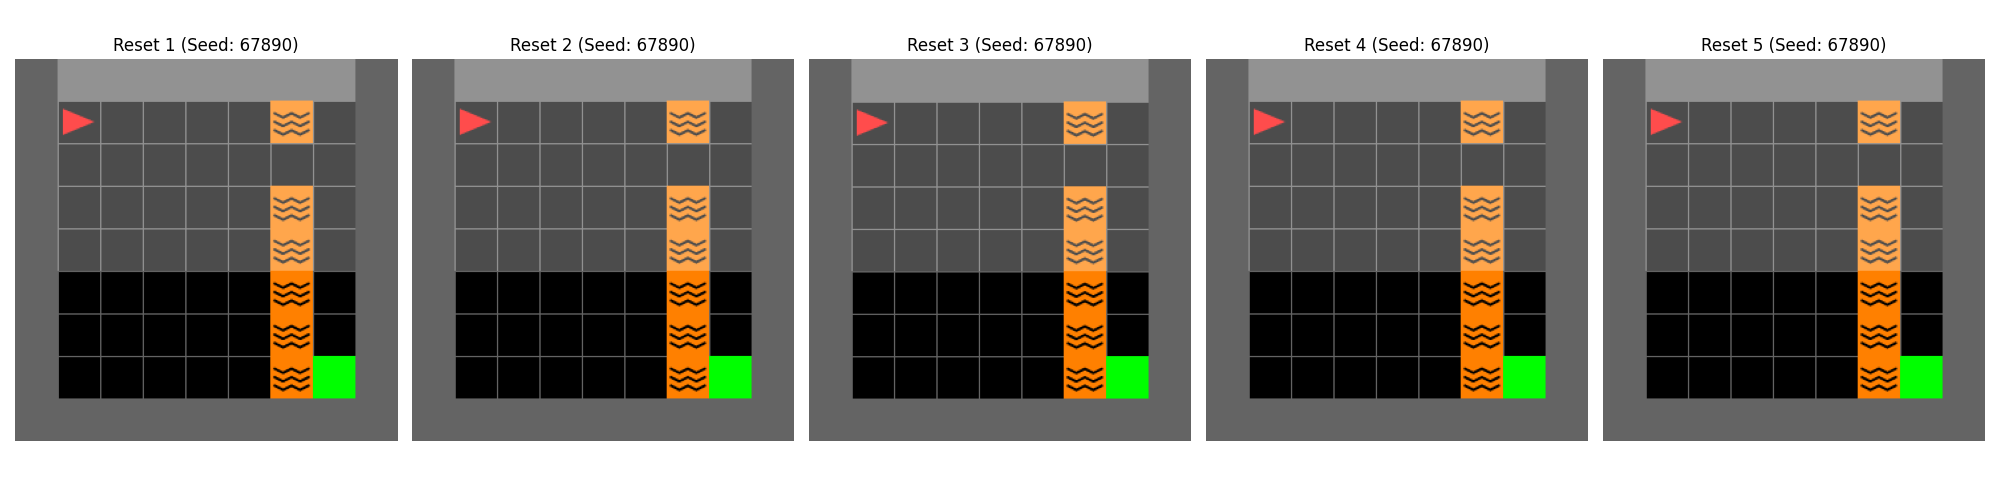 Reset 1 (Seed: 67890)
Reset 2 (Seed: 67890)
Reset 3 (Seed: 67890)
Reset 4 (Seed: 67890)
Reset 5 (Seed: 67890)